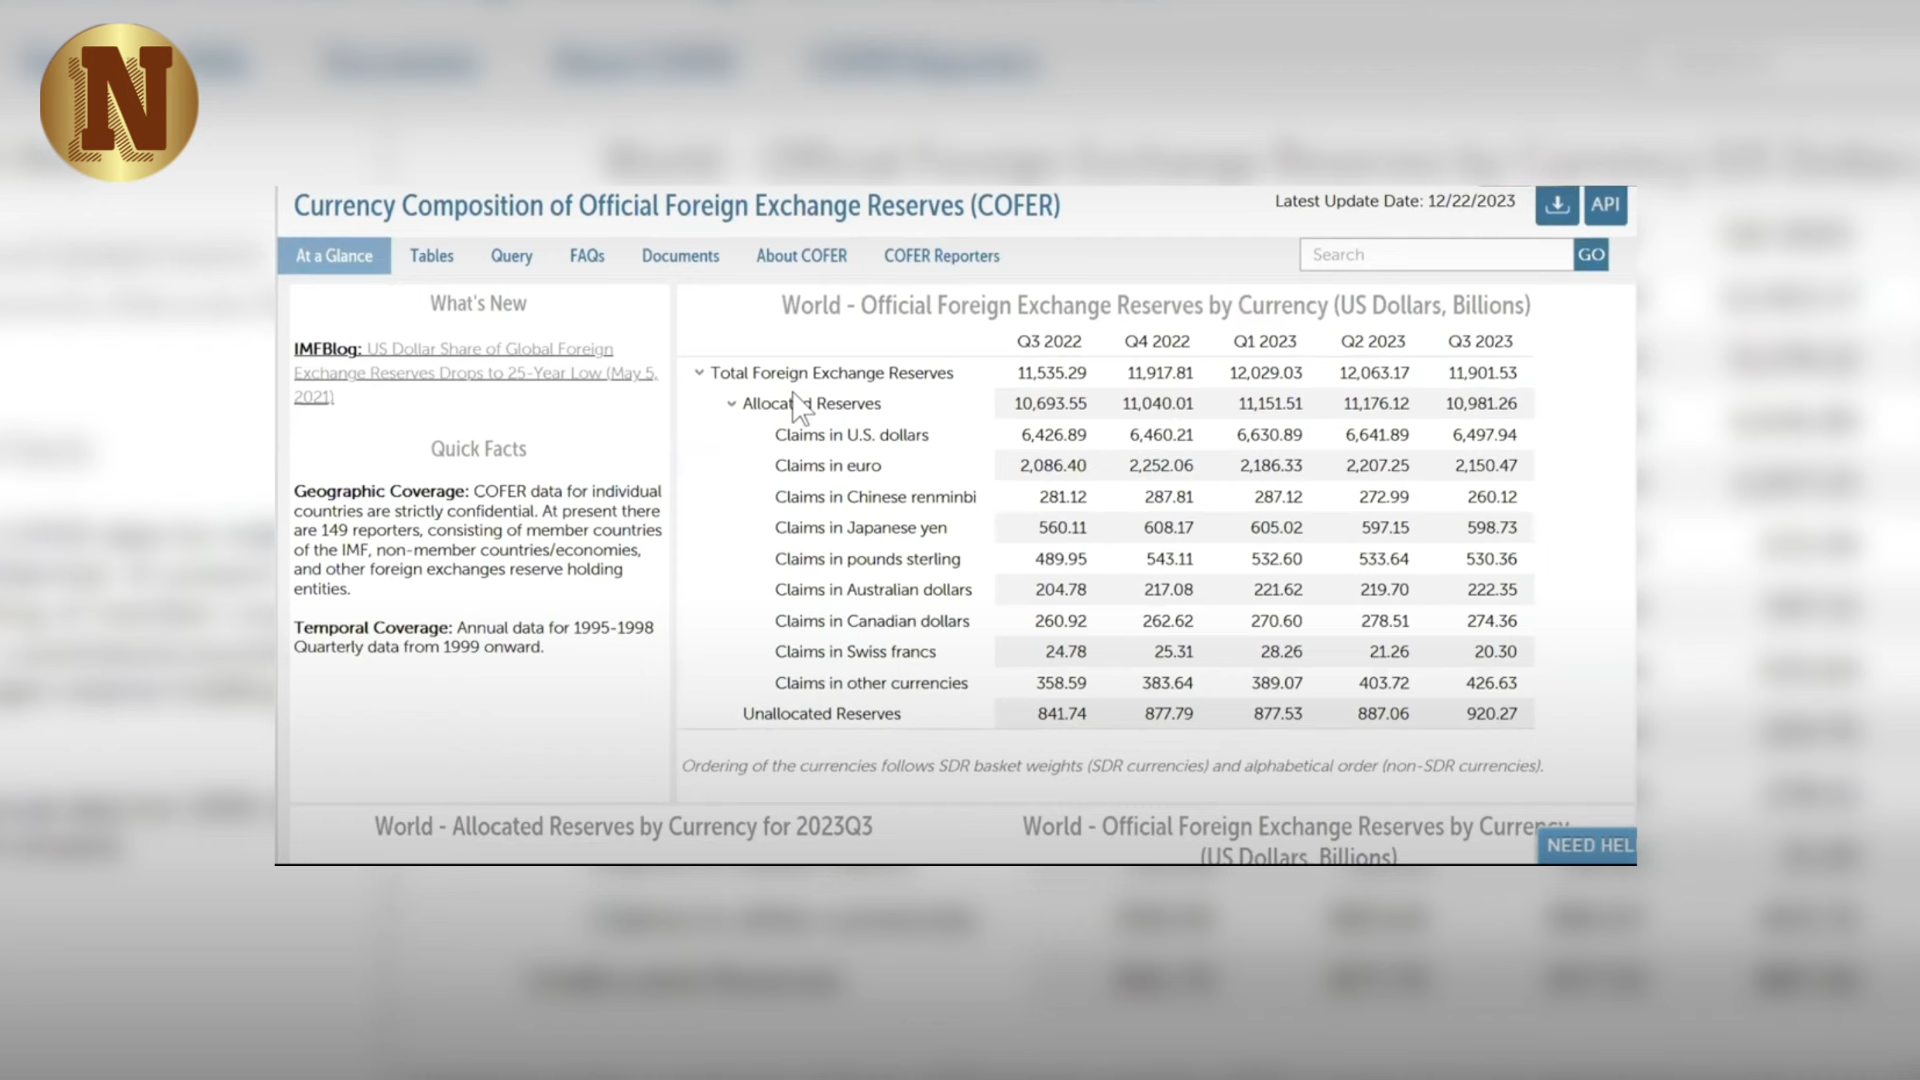 N
Currency Composition of Official Foreign Exchange Reserves (COFER)
Latest Update Date: 12/22/2023
API
At a Glance Tables Query FAQs Documents About COFER COFER Reporters
Search GO
What's New
IMFBlog: US Dollar Share of Global Foreign
Exchange Reserves Drops to 25-Year Low (May 5,
2021)
Quick Facts
Geographic Coverage: COFER data for individual
countries are strictly confidential. At present there
are 149 reporters, consisting of member countries
of the IMF, non-member countries/economies,
and other foreign exchanges reserve holding
entities.
Temporal Coverage: Annual data for 1995-1998
Quarterly data from 1999 onward.
World - Official Foreign Exchange Reserves by Currency (US Dollars, Billions)
Q3 2022 Q4 2022 Q1 2023 Q2 2023 Q3 2023
Total Foreign Exchange Reserves 11,535.29 11,917.81 12,029.03 12,063.17 11,901.53
Allocated Reserves 10,693.55 11,040.01 11,151.51 11,176.12 10,981.26
Claims in U.S. dollars 6,426.89 6,460.21 6,630.89 6,641.89 6,497.94
Claims in euro 2,086.40 2,252.06 2,186.33 2,207.25 2,150.47
Claims in Chinese renminbi 281.12 287.81 287.12 272.99 260.12
Claims in Japanese yen 560.11 608.17 605.02 597.15 598.73
Claims in pounds sterling 489.95 543.11 532.60 533.64 530.36
Claims in Australian dollars 204.78 217.08 221.62 219.70 222.35
Claims in Canadian dollars 260.92 262.62 270.60 278.51 274.36
Claims in Swiss francs 24.78 25.31 28.26 21.26 20.30
Claims in other currencies 358.59 383.64 389.07 403.72 426.63
Unallocated Reserves 841.74 877.79 877.53 887.06 920.27
Ordering of the currencies follows SDR basket weights (SDR currencies) and alphabetical order (non-SDR currencies).
World - Allocated Reserves by Currency for 2023Q3
World - Official Foreign Exchange Reserves by Currency
(US Dollars, Billions)
NEED HEL